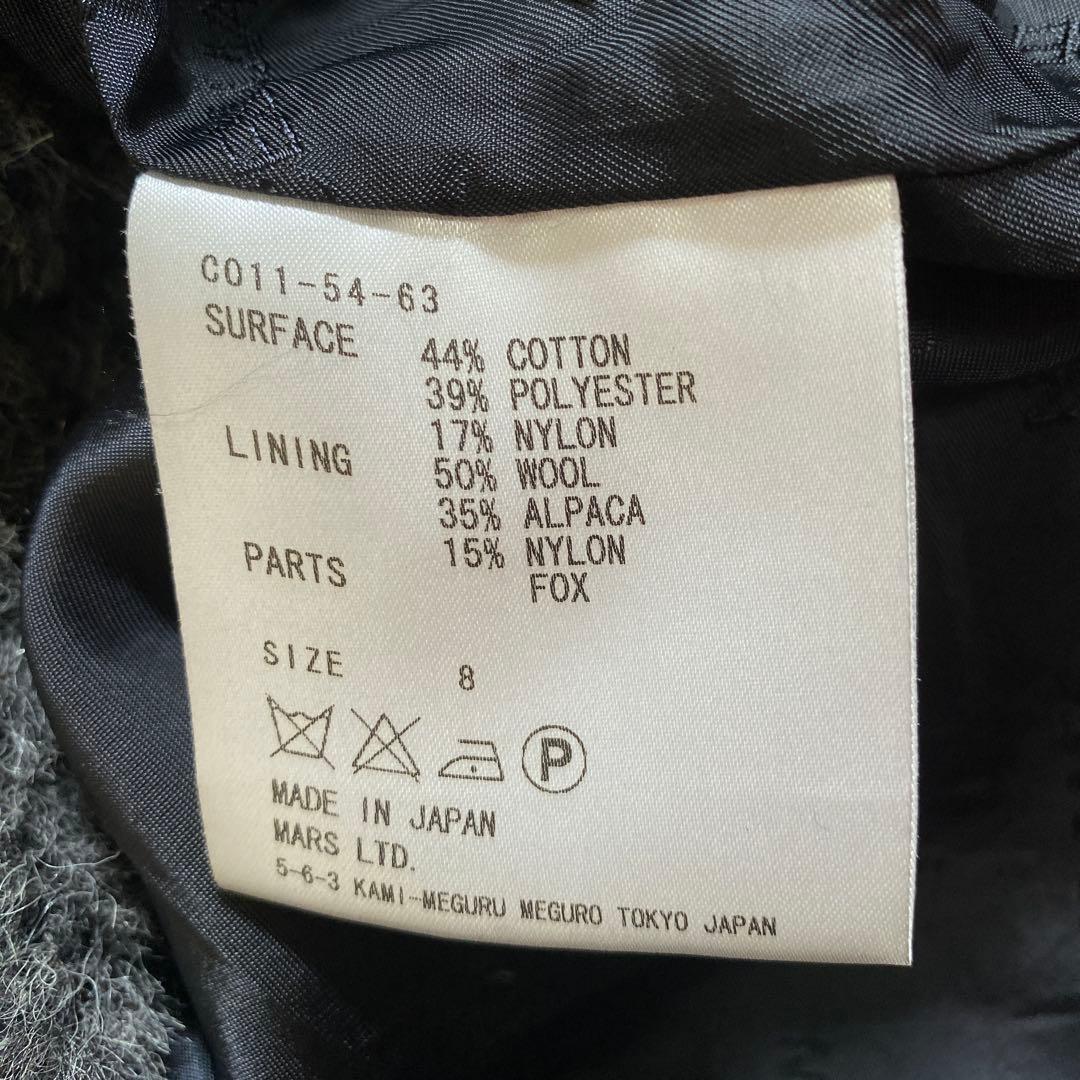 C011-54-63
SURFACE 44% COTTON
39% POLYESTER
17% NYLON
LINING 50% WOOL
35% ALPACA
15% NYLON
PARTS FOX
SIZE 8
P
MADE IN JAPAN
MARS LTD.
5-6-3 KAMI-MEGURU MEGURO TOKYO JAPAN